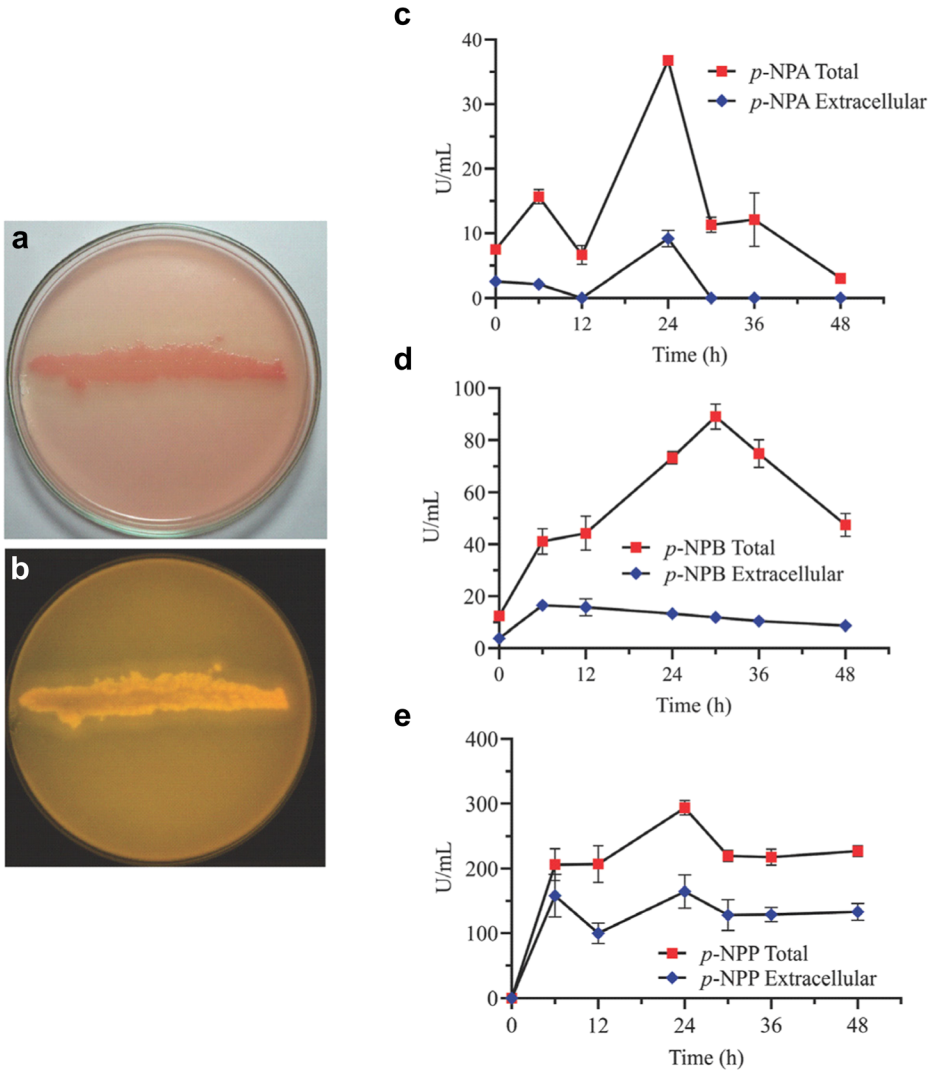 a
b
c
40
30
20
10
0
U/mL
p-NPA Total
p-NPA Extracellular
0 12 24 36 48
Time (h)
d
100
80
60
40
20
0
U/mL
p-NPB Total
p-NPB Extracellular
0 12 24 36 48
Time (h)
e
400
300
200
100
0
U/mL
p-NPP Total
p-NPP Extracellular
0 12 24 36 48
Time (h)